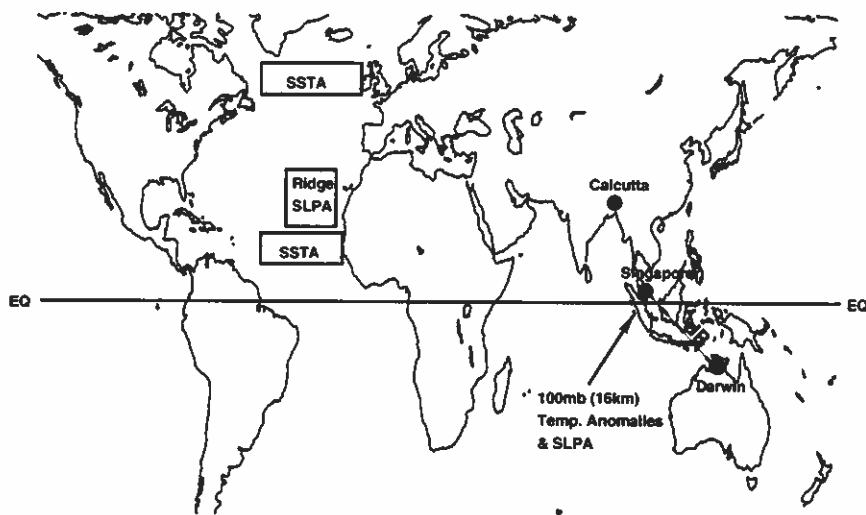 SSTA
Ridge
SLPA
SSTA
Calcutta
Singapore
EQ
EQ
100mb (16km)
Temp. Anomalies
& SLPA
Darwin